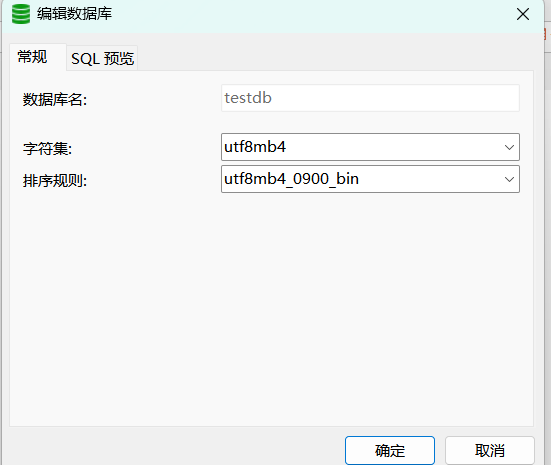 编辑数据库
常规
SQL 预览
数据库名:
testdb
字符集:
utf8mb4
排序规则:
utf8mb4_0900_bin
确定
取消